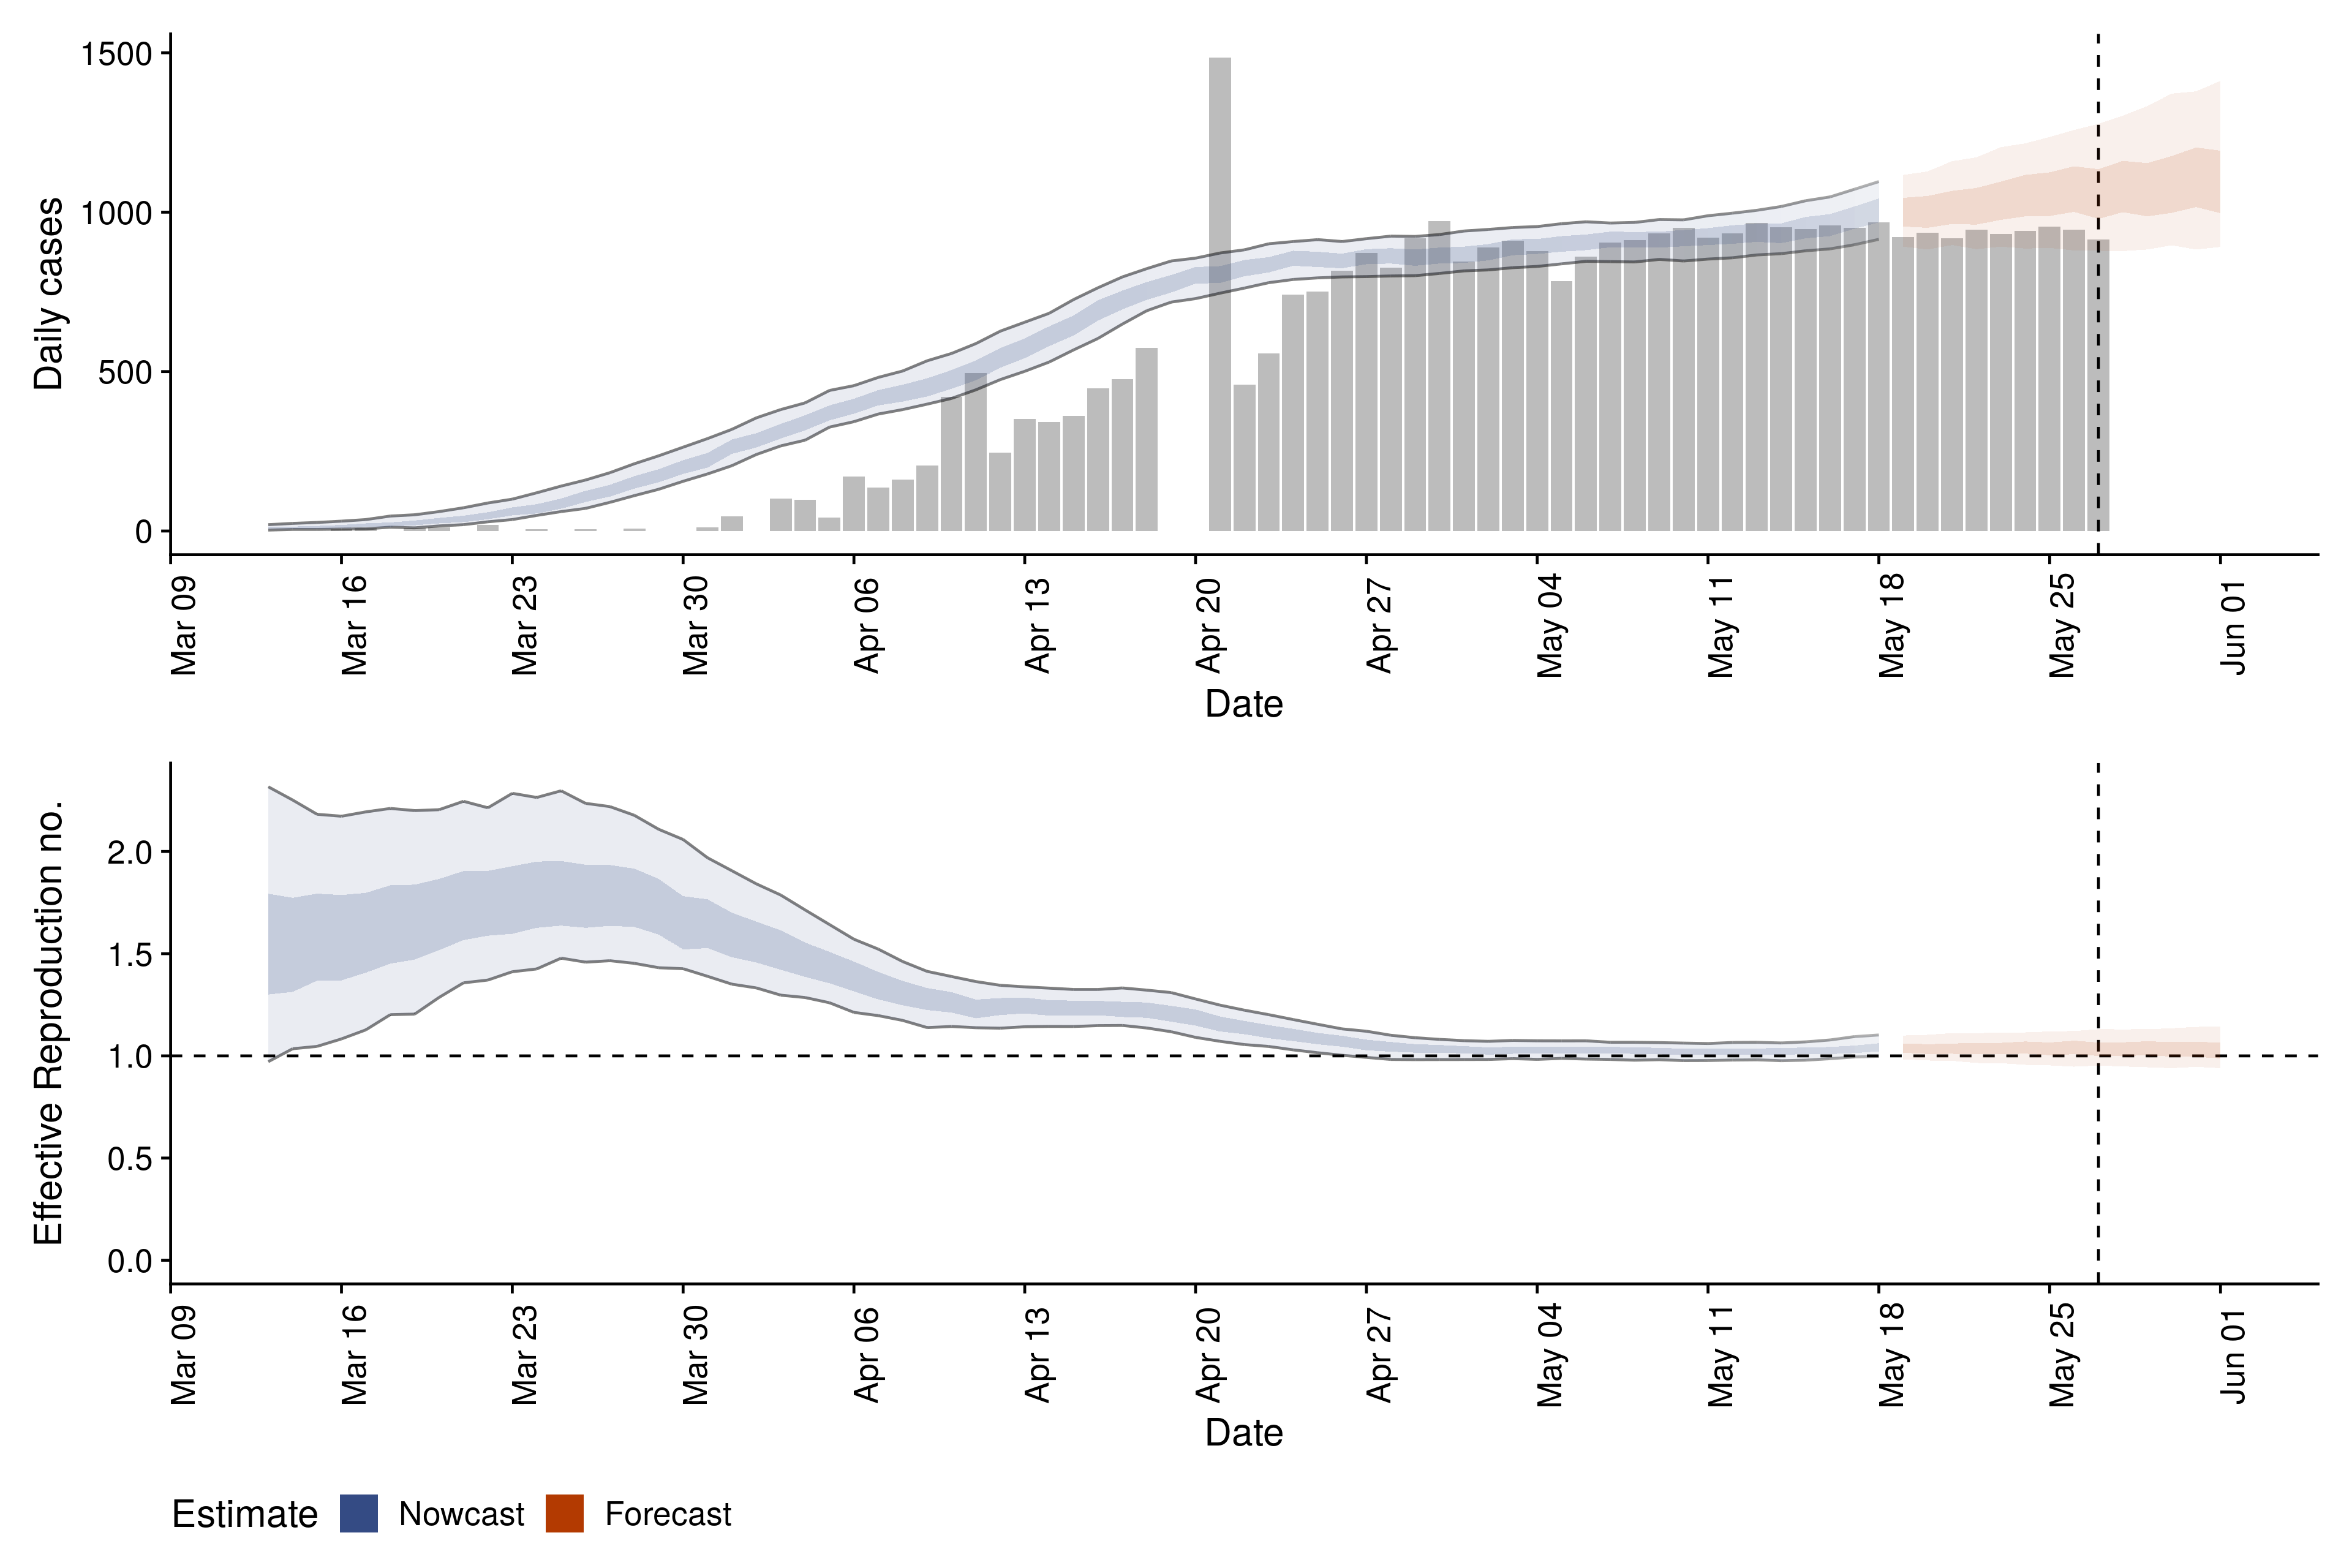 1500
1000
500
0
Daily cases
Mar 09 Mar 16 Mar 23 Mar 30 Apr 06 Apr 13 Apr 20 Apr 27 May 04 May 11 May 18 May 25 Jun 01
Date
2.0
1.5
1.0
0.5
0.0
Effective Reproduction no.
Mar 09 Mar 16 Mar 23 Mar 30 Apr 06 Apr 13 Apr 20 Apr 27 May 04 May 11 May 18 May 25 Jun 01
Date
Estimate Nowcast Forecast